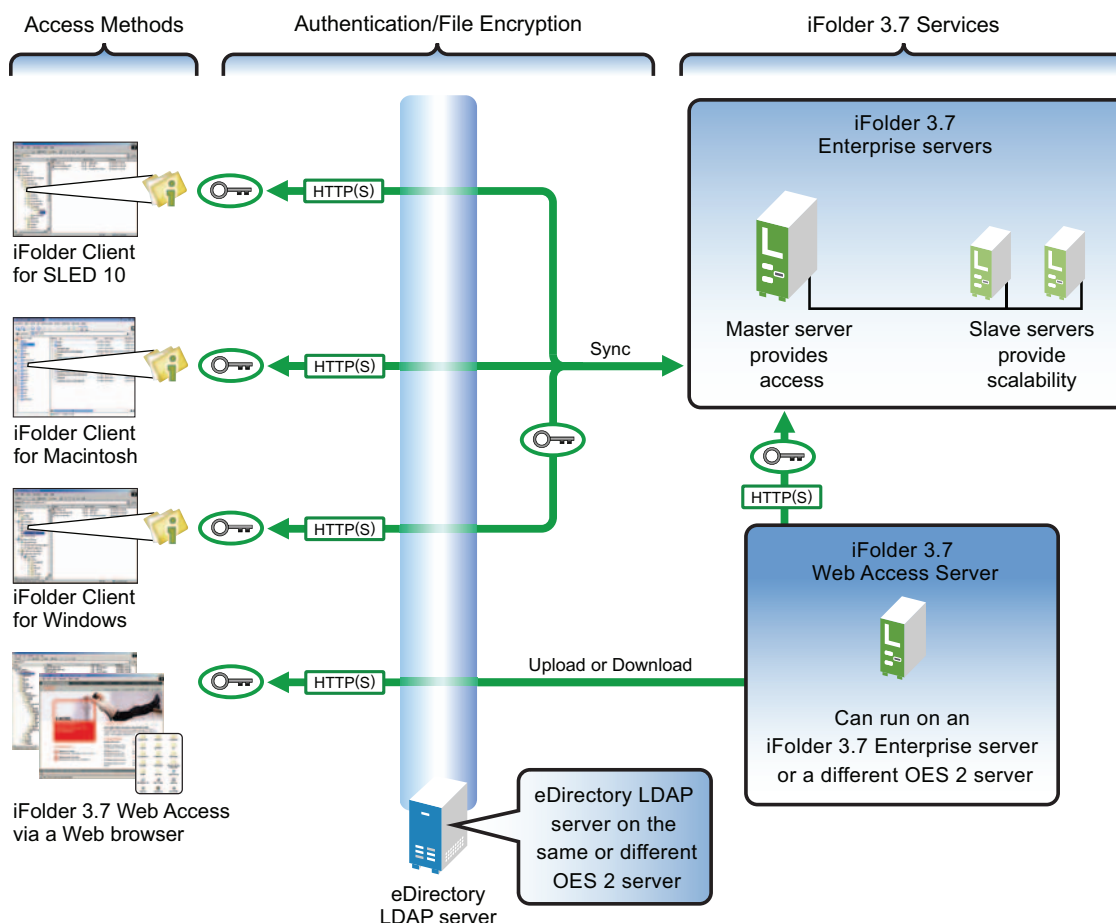 Access Methods
Authentication/File Encryption
iFolder 3.7 Services
iFolder Client
for SLED 10
HTTP(S)
iFolder 3.7
Enterprise servers
Master server
provides
access
Slave servers
provide
scalability
iFolder Client
for Macintosh
HTTP(S)
Sync
iFolder Client
for Windows
HTTP(S)
HTTP(S)
iFolder 3.7
Web Access Server
Can run on an
iFolder 3.7 Enterprise server
or a different OES 2 server
iFolder 3.7 Web Access
via a Web browser
HTTP(S)
Upload or Download
eDirectory LDAP
server on the
same or different
OES 2 server
eDirectory
LDAP server